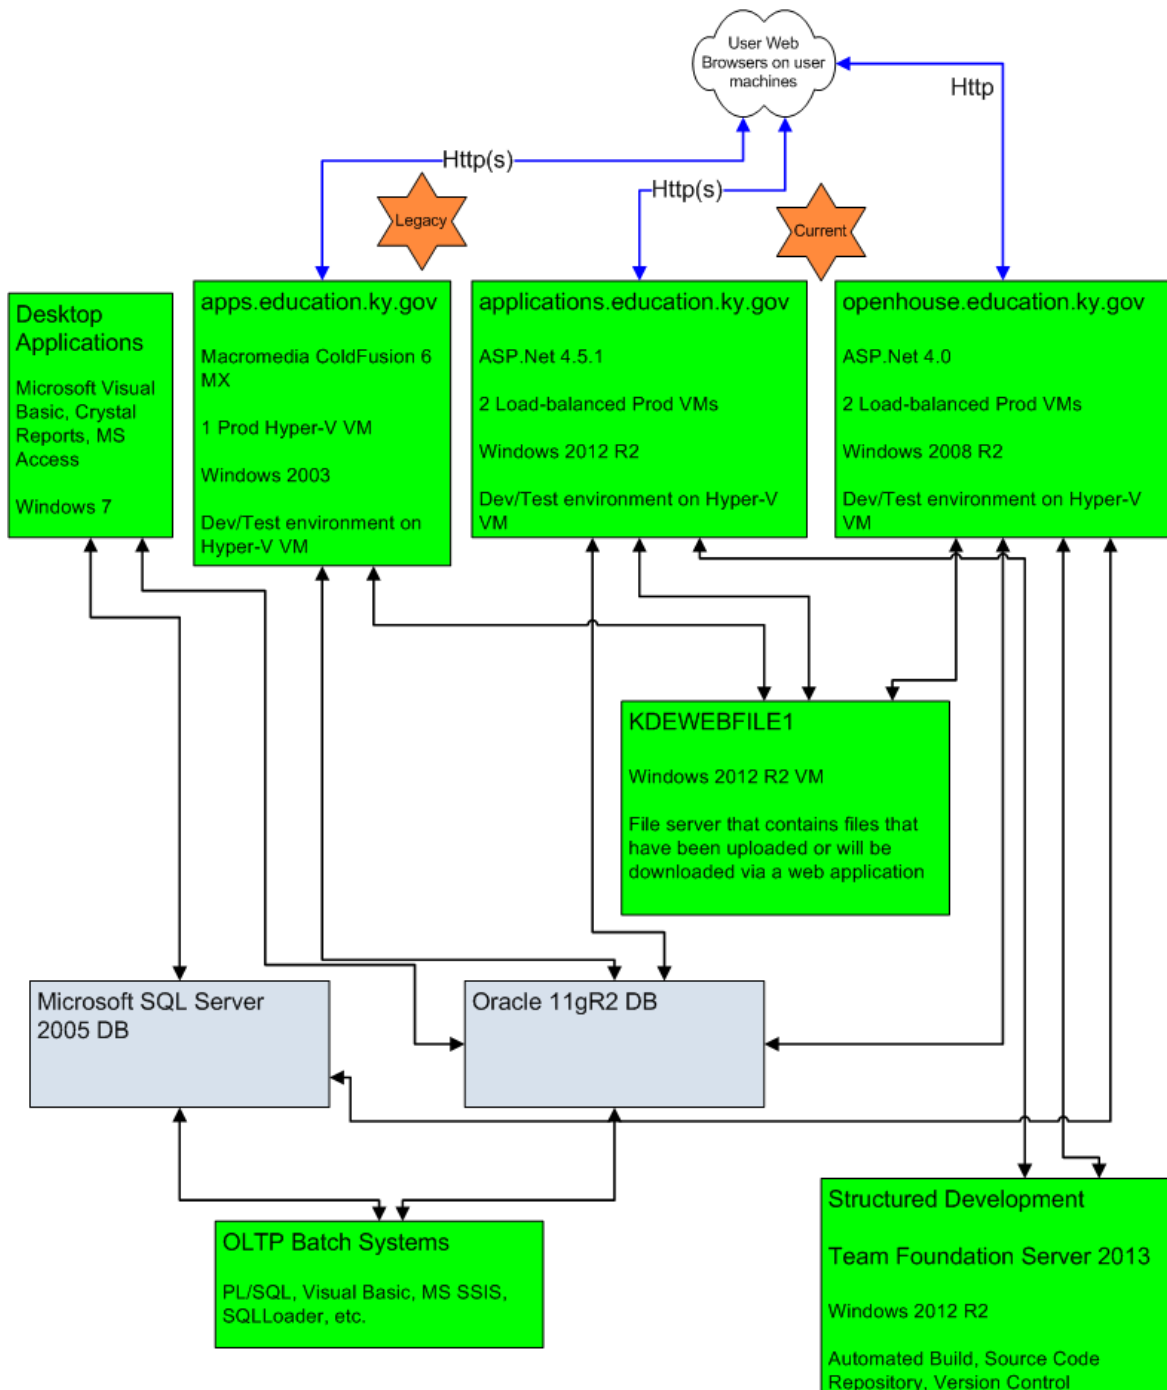 User Web
Browsers on user
machines
Http
Http(s)
Http(s)
Legacy
Current
Desktop
Applications
Microsoft Visual
Basic, Crystal
Reports, MS
Access
Windows 7
apps.education.ky.gov
Macromedia ColdFusion 6
MX
1 Prod Hyper-V VM
Windows 2003
Dev/Test environment on
Hyper-V VM
applications.education.ky.gov
ASP.Net 4.5.1
2 Load-balanced Prod VMs
Windows 2012 R2
Dev/Test environment on Hyper-V
VM
openhouse.education.ky.gov
ASP.Net 4.0
2 Load-balanced Prod VMs
Windows 2008 R2
Dev/Test environment on Hyper-V
VM
KDEWEBFILE1
Windows 2012 R2 VM
File server that contains files that
have been uploaded or will be
downloaded via a web application
Microsoft SQL Server
2005 DB
Oracle 11gR2 DB
OLTP Batch Systems
PL/SQL, Visual Basic, MS SSIS,
SQLLoader, etc.
Structured Development
Team Foundation Server 2013
Windows 2012 R2
Automated Build, Source Code
Repository, Version Control